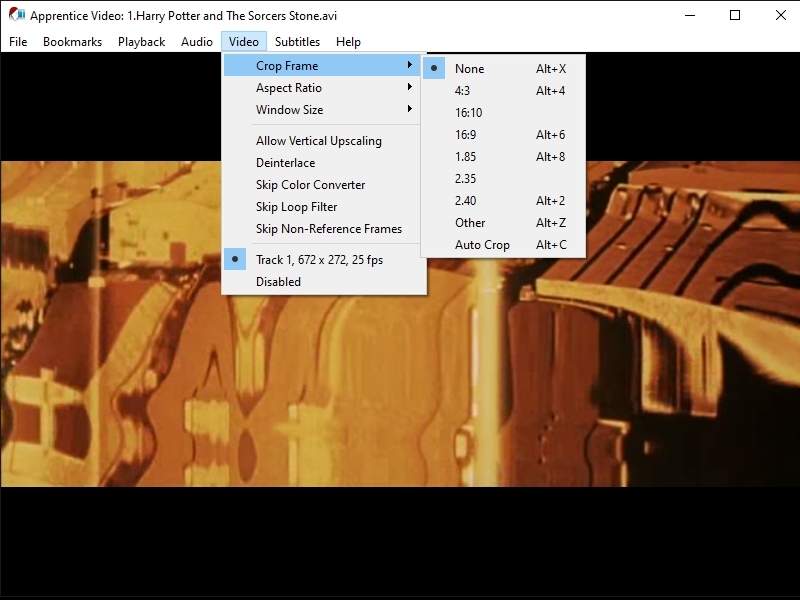 Apprentice Video: 1.Harry Potter and The Sorcers Stone.avi
File Bookmarks Playback Audio Video Subtitles Help
Crop Frame
Aspect Ratio
Window Size
Allow Vertical Upscaling
Deinterlace
Skip Color Converter
Skip Loop Filter
Skip Non-Reference Frames
Track 1, 672 x 272, 25 fps
Disabled
None Alt+X
4:3 Alt+4
16:10
16:9 Alt+6
1.85 Alt+8
2.35
2.40 Alt+2
Other Alt+Z
Auto Crop Alt+C